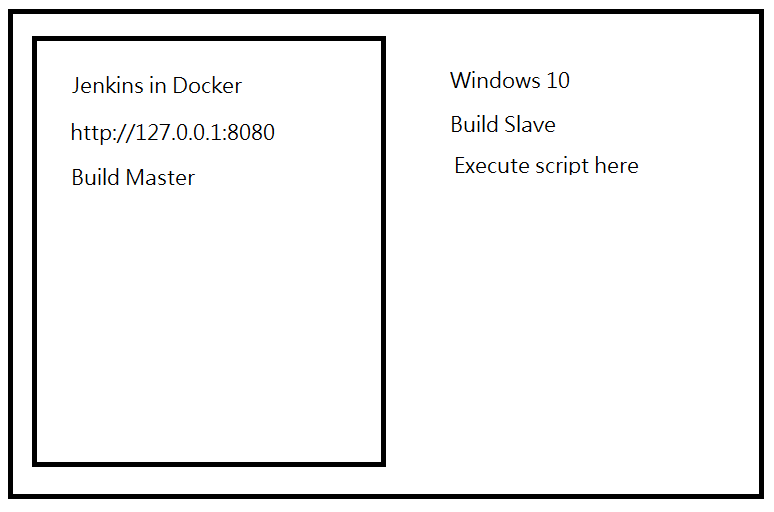 Jenkins in Docker
http://127.0.0.1:8080
Build Master
Windows 10
Build Slave
Execute script here